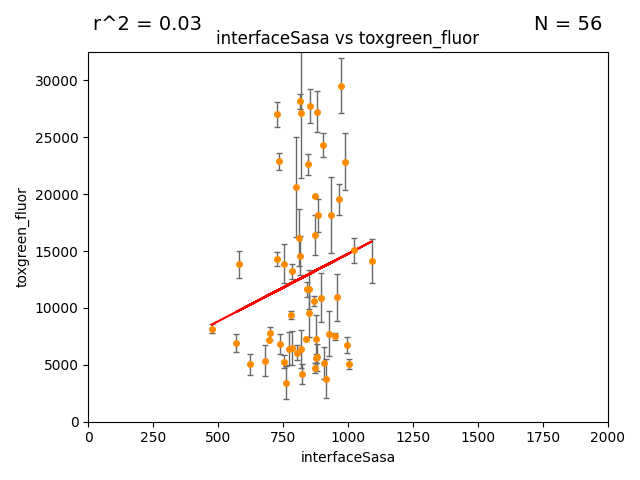 r^2 = 0.03
N = 56
interfaceSasa vs toxgreen_fluor
30000
25000
20000
15000
10000
5000
0
toxgreen_fluor
0 250 500 750 1000 1250 1500 1750 2000
interfaceSasa